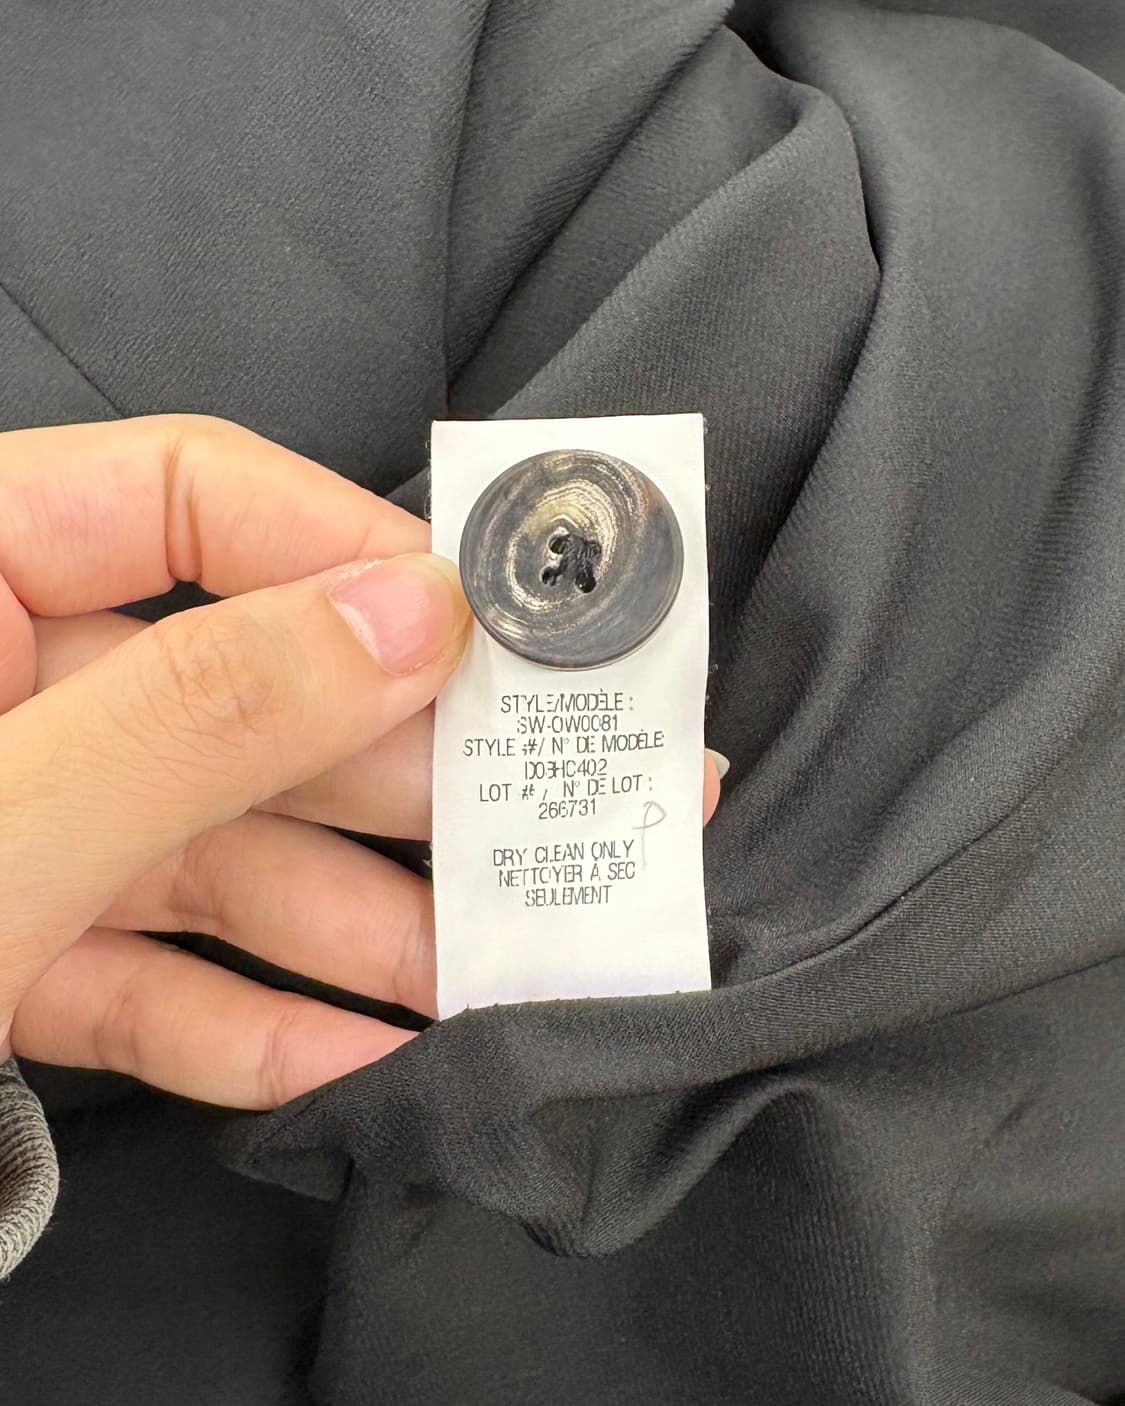 STYLE/MODÈLE :
SW-OW0081
STYLE #/ N° DE MODÈLE
D03HC402
LOT # / N° DE LOT :
266731
P
DRY CLEAN ONLY
NETTOYER À SEC
SEULEMENT